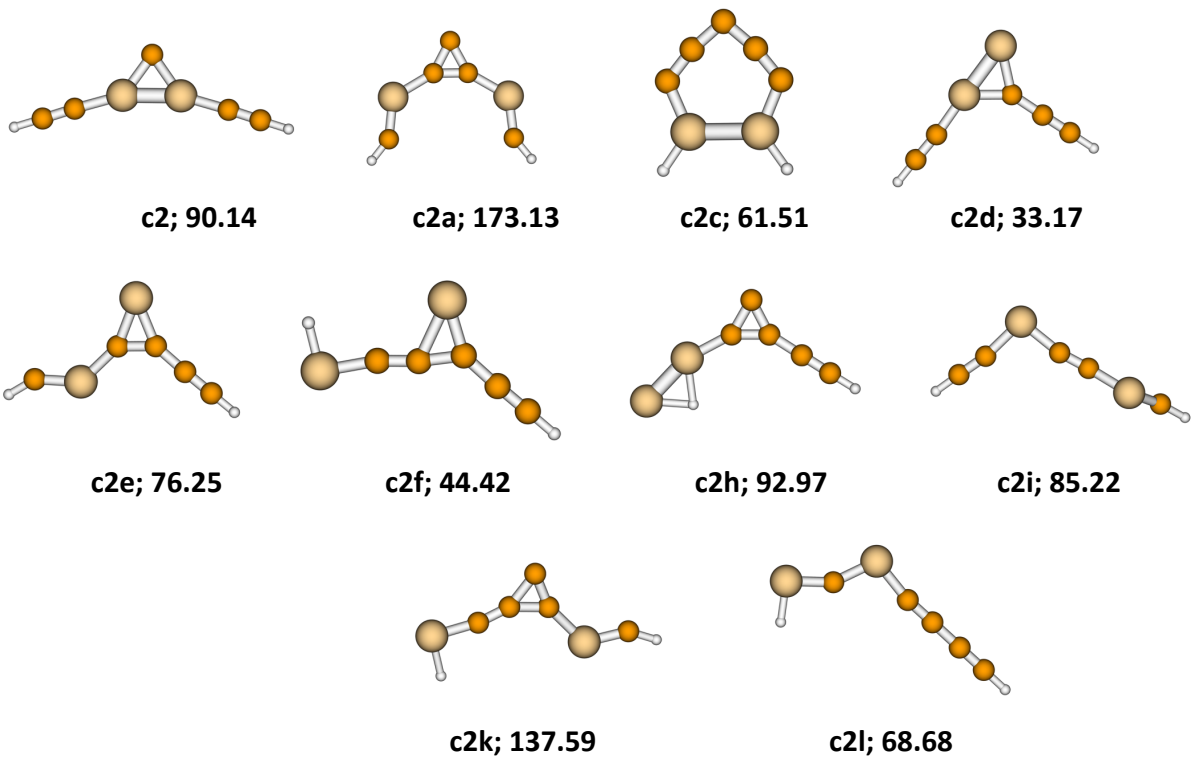 c2; 90.14
c2a; 173.13
c2c; 61.51
c2d; 33.17
c2e; 76.25
c2f; 44.42
c2h; 92.97
c2i; 85.22
c2k; 137.59
c2l; 68.68